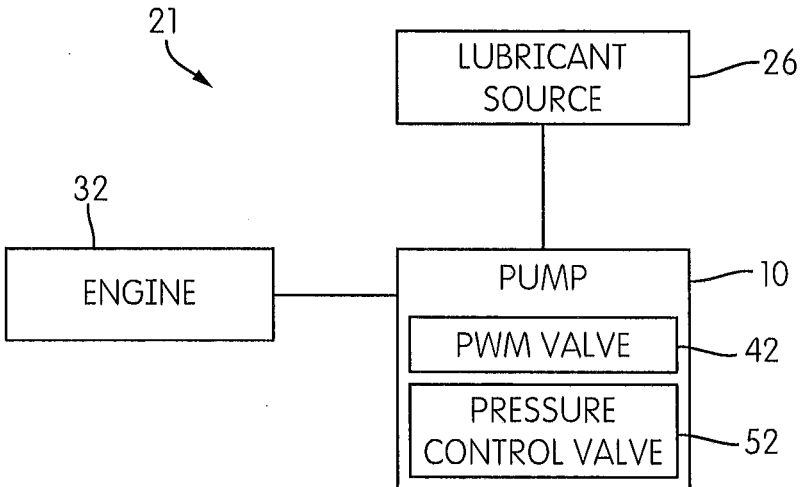 21
LUBRICANT
SOURCE
26
32
ENGINE
PUMP
10
PWM VALVE
42
PRESSURE
CONTROL VALVE
52